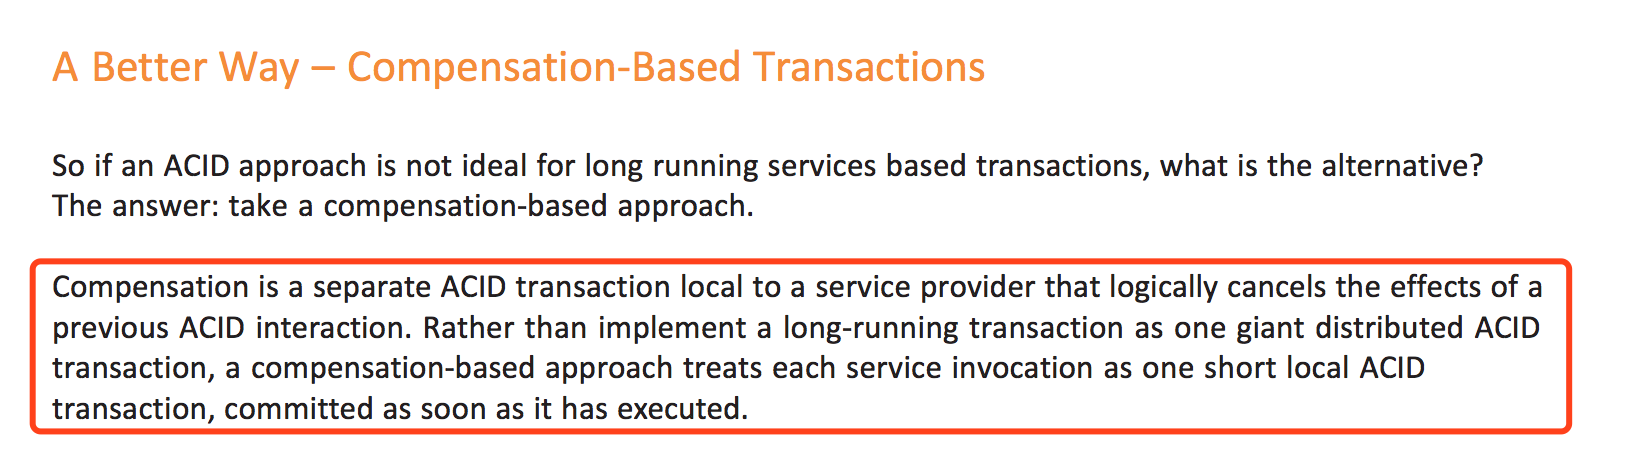 A Better Way – Compensation-Based Transactions
So if an ACID approach is not ideal for long running services based transactions, what is the alternative?
The answer: take a compensation-based approach.
Compensation is a separate ACID transaction local to a service provider that logically cancels the effects of a
previous ACID interaction. Rather than implement a long-running transaction as one giant distributed ACID
transaction, a compensation-based approach treats each service invocation as one short local ACID
transaction, committed as soon as it has executed.